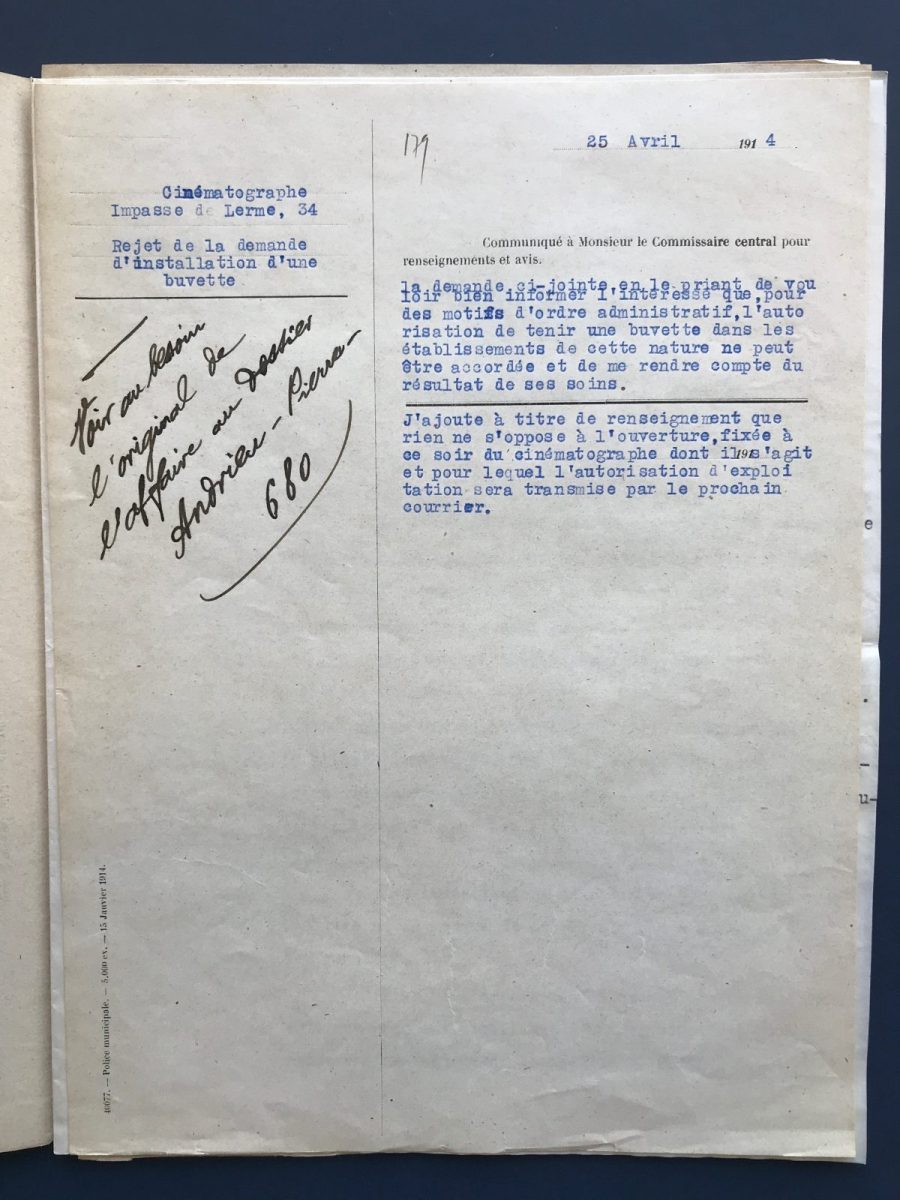 179
25 Avril 1914
Cinématographe
Impasse de Lerme, 34
Rejet de la demande
d'installation d'une
buvette
Voir au besoin
l'original de
l'affaire au dossier
Andrieu - Pierra-
680
Communiqué à Monsieur le Commissaire central pour
renseignements et avis.
la demande ci-jointe,en le priant de vou
loir bien informer l'intéressé que,pour
des motifs d'ordre administratif,l'auto
risation de tenir une buvette dans les
établissements de cette nature ne peut
être accordée et de me rendre compte du
résultat de ses soins.
J'ajoute à titre de renseignement que
rien ne s'oppose à l'ouverture,fixée à
ce soir du cinématographe dont il191s'agit
et pour lequel l'autorisation d'exploi
tation sera transmise par le prochain
courrier.
e
u-
40077. — Police municipale. — 5,000 ex. — 15 Janvier 1914.